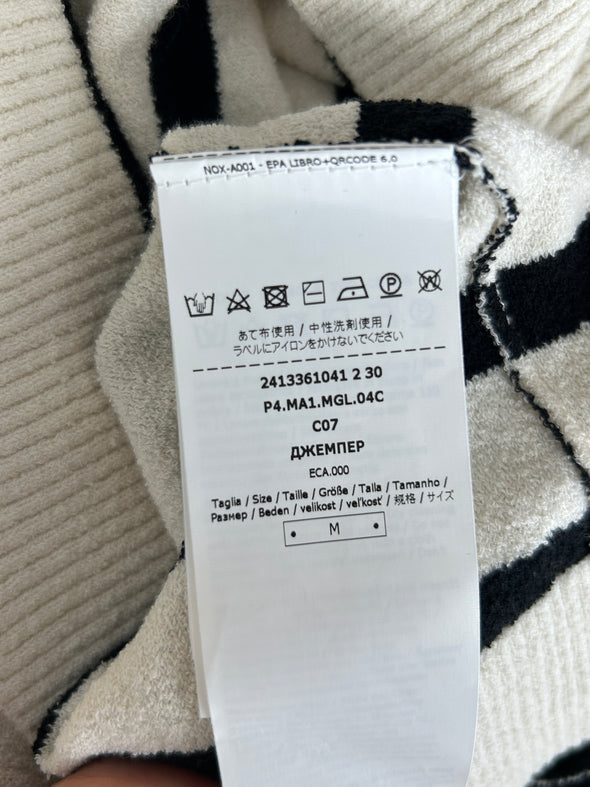 NOX-A001 - EPA LIBRO+QRCODE 6.0
P
W
あて布使用 / 中性洗剤使用 /
ラベルにアイロンをかけないでください
2413361041 2 30
P4.MA1.MGL.04C
C07
ДЖЕМПЕР
ECA.000
Taglia / Size / Taille / Größe / Talla / Tamanho /
Размер / Beden / velikost / veľkosť / 規格 / サイズ
M